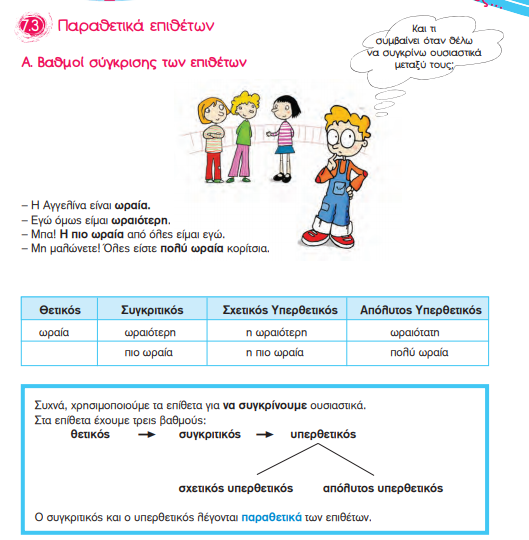 7.3 Παραθετικά επιθέτων
Και τι
συμβαίνει όταν θέλω
να συγκρίνω ουσιαστικά
μεταξύ τους;
Α. Βαθμοί σύγκρισης των επιθέτων
– Η Αγγελίνα είναι ωραία.
– Εγώ όμως είμαι ωραιότερη.
– Μπα! Η πιο ωραία από όλες είμαι εγώ.
– Μη μαλώνετε! Όλες είστε πολύ ωραία κορίτσια.
Θετικός Συγκριτικός Σχετικός Υπερθετικός Απόλυτος Υπερθετικός
ωραία ωραιότερη η ωραιότερη ωραιότατη
πιο ωραία η πιο ωραία πολύ ωραία
Συχνά, χρησιμοποιούμε τα επίθετα για να συγκρίνουμε ουσιαστικά.
Στα επίθετα έχουμε τρεις βαθμούς:
θετικός → συγκριτικός → υπερθετικός
σχετικός υπερθετικός απόλυτος υπερθετικός
Ο συγκριτικός και ο υπερθετικός λέγονται παραθετικά των επιθέτων.